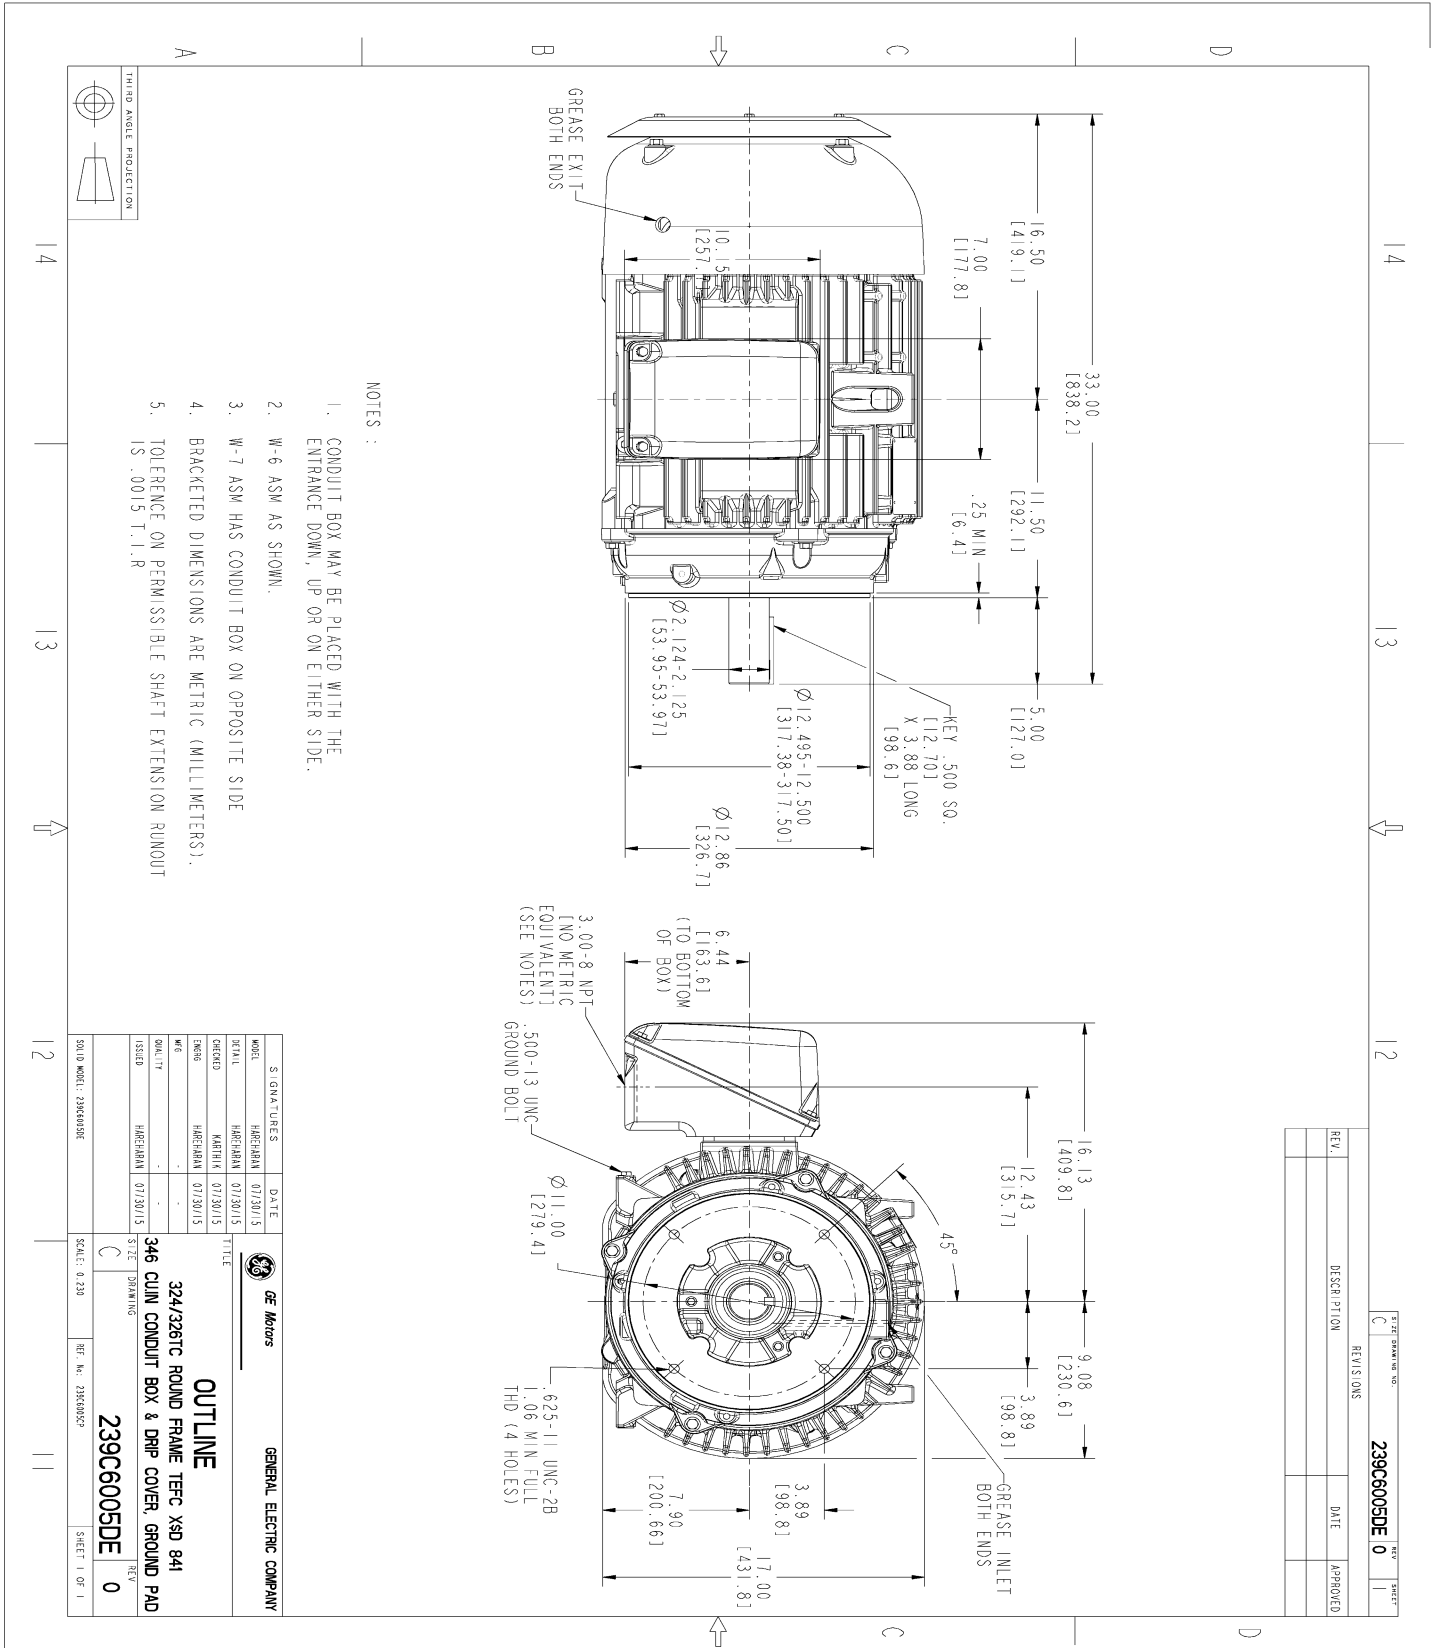 SIZE
DRAWING NO.
REV
SHEET
C
239C6005DE
0
1
REVISIONS
REV.
DESCRIPTION
DATE
APPROVED
14
13
12
11
D
C
B
A
33.00
[838.2]
16.50
[419.1]
11.50
[292.1]
5.00
[127.0]
7.00
[177.8]
.25 MIN
[6.4]
KEY .500 SQ.
[12.70]
X 3.88 LONG
[98.6]
Ø12.495-12.500
[317.38-317.50]
Ø12.86
[326.7]
Ø2.124-2.125
[53.95-53.97]
10.15
GREASE EXIT
BOTH ENDS
16.13
[409.8]
9.08
[230.6]
12.43
[315.7]
3.89
[98.8]
45°
GREASE INLET
BOTH ENDS
6.44
[163.6]
(TO BOTTOM
OF BOX)
3.00-8 NPT
[NO METRIC
EQUIVALENT]
(SEE NOTES)
.500-13 UNC
GROUND BOLT
Ø11.00
[279.4]
.625-11 UNC-2B
1.06 MIN FULL
THD (4 HOLES)
3.89
[98.8]
7.90
[200.66]
17.00
[431.8]
NOTES :
1. CONDUIT BOX MAY BE PLACED WITH THE
ENTRANCE DOWN, UP OR ON EITHER SIDE.
2. W-6 ASM AS SHOWN.
3. W-7 ASM HAS CONDUIT BOX ON OPPOSITE SIDE
4. BRACKETED DIMENSIONS ARE METRIC (MILLIMETERS).
5. TOLERENCE ON PERMISSIBLE SHAFT EXTENSION RUNOUT
IS .0015 T.I.R
THIRD ANGLE PROJECTION
SIGNATURES DATE
MODEL HAREHARAN 07/30/15
DETAIL HAREHARAN 07/30/15
CHECKED KARTHIK 07/30/15
ENGRG HAREHARAN 07/30/15
MFG - -
QUALITY - -
ISSUED HAREHARAN 07/30/15
SOLID MODEL: 239C6005DE
GE Motors
GENERAL ELECTRIC COMPANY
TITLE
OUTLINE
324/326TC ROUND FRAME TEFC X$D 841
346 CU.IN CONDUIT BOX & DRIP COVER, GROUND PAD
SIZE
C
DRAWING
239C6005DE
REV
0
SCALE: 0.230
REF. No: 239C6005CP
SHEET 1 OF 1
14
13
12
11
D
C